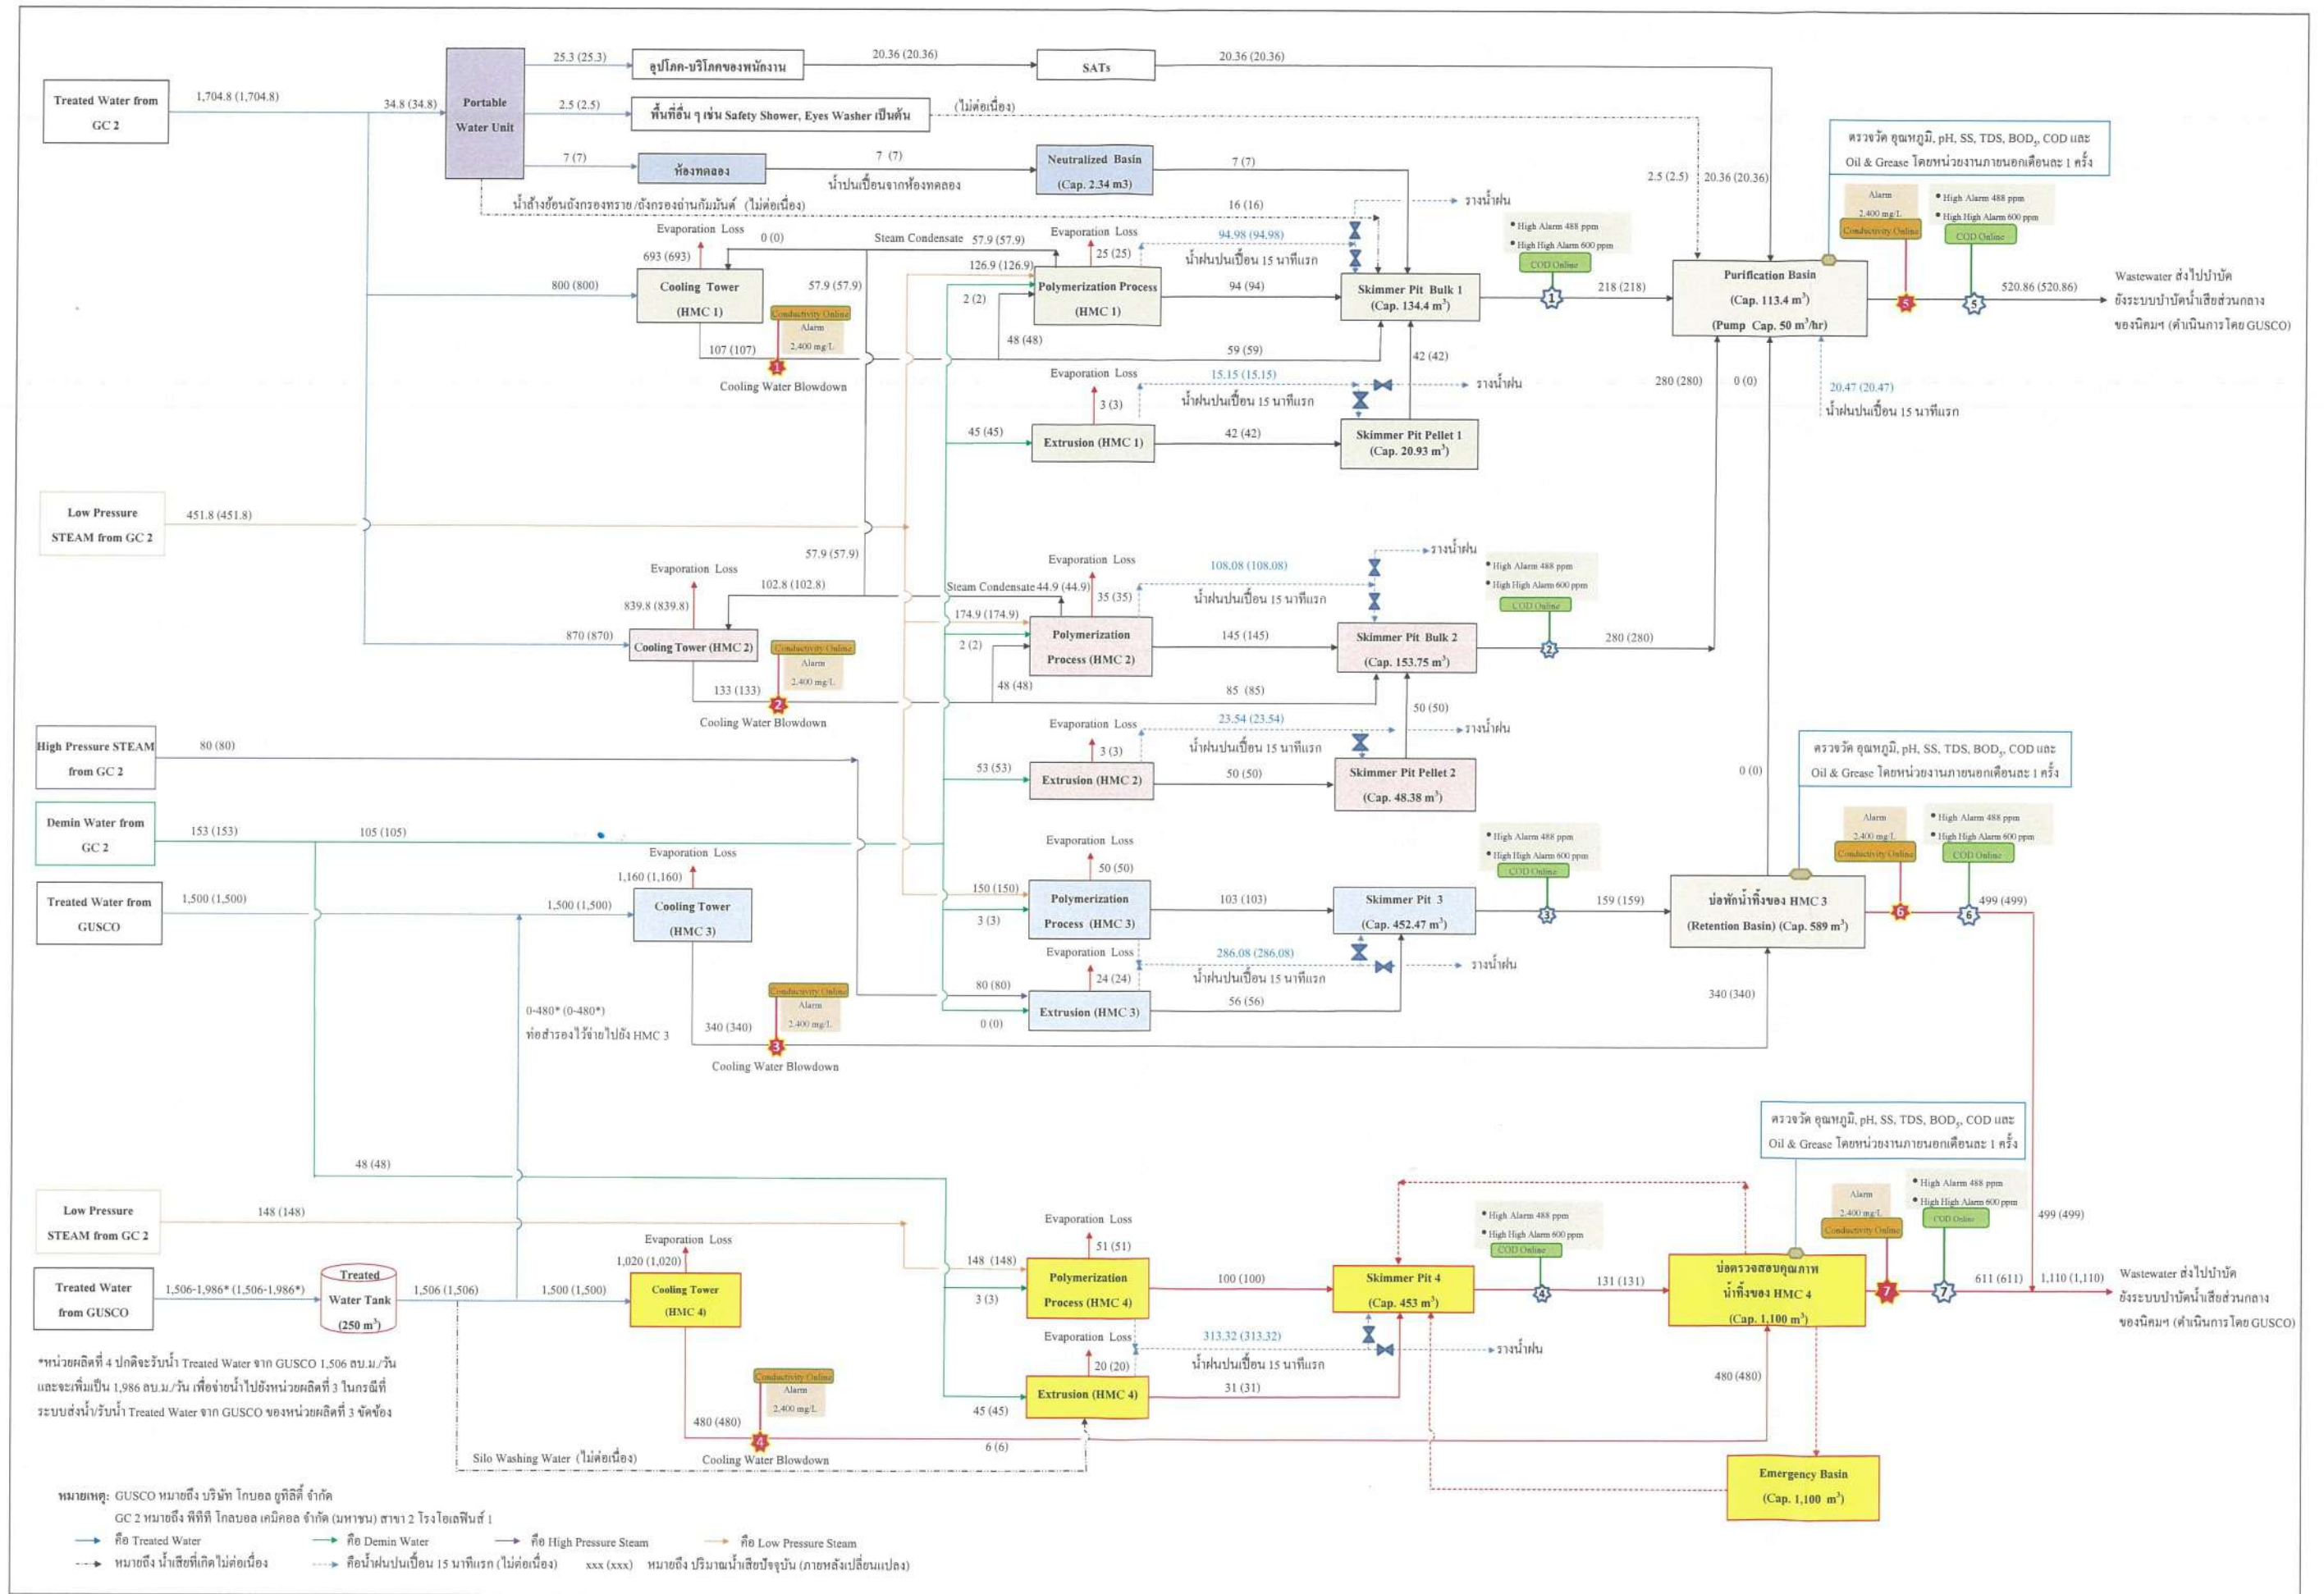 Treated Water from
GC 2
1,704.8 (1,704.8)
34.8 (34.8)
Portable
Water Unit
25.3 (25.3)
อุปโภค-บริโภคของพนักงาน
20.36 (20.36)
SATs
20.36 (20.36)
2.5 (2.5)
พื้นที่อื่น ๆ เช่น Safety Shower, Eyes Washer เป็นต้น
(ไม่ต่อเนื่อง)
7 (7)
ห้องทดลอง
7 (7)
น้ำปนเปื้อนจากห้องทดลอง
Neutralized Basin
(Cap. 2.34 m3)
7 (7)
น้ำล้างย้อนถังกรองทราย/ถังกรองถ่านกัมมันต์ (ไม่ต่อเนื่อง)
16 (16)
รางน้ำฝน
2.5 (2.5)
20.36 (20.36)
ตรวจวัด อุณหภูมิ, pH, SS, TDS, BOD5, COD และ
Oil & Grease โดยหน่วยงานภายนอกเดือนละ 1 ครั้ง
Alarm
2,400 mg/L
Conductivity Online
• High Alarm 488 ppm
• High High Alarm 600 ppm
COD Online
Evaporation Loss
693 (693)
0 (0)
Steam Condensate 57.9 (57.9)
Evaporation Loss
25 (25)
94.98 (94.98)
น้ำฝนปนเปื้อน 15 นาทีแรก
• High Alarm 488 ppm
• High High Alarm 600 ppm
COD Online
800 (800)
Cooling Tower
(HMC 1)
57.9 (57.9)
126.9 (126.9)
2 (2)
Polymerization Process
(HMC 1)
94 (94)
Skimmer Pit Bulk 1
(Cap. 134.4 m3)
1
218 (218)
Purification Basin
(Cap. 113.4 m3)
(Pump Cap. 50 m3/hr)
5
5
520.86 (520.86)
Wastewater ส่งไปบำบัด
ยังระบบบำบัดน้ำเสียส่วนกลาง
ของนิคมฯ (ดำเนินการโดย GUSCO)
Conductivity Online
Alarm
2,400 mg/L
107 (107)
1
Cooling Water Blowdown
48 (48)
59 (59)
42 (42)
Evaporation Loss
3 (3)
15.15 (15.15)
น้ำฝนปนเปื้อน 15 นาทีแรก
รางน้ำฝน
280 (280)
0 (0)
20.47 (20.47)
น้ำฝนปนเปื้อน 15 นาทีแรก
45 (45)
Extrusion (HMC 1)
42 (42)
Skimmer Pit Pellet 1
(Cap. 20.93 m3)
Low Pressure
STEAM from GC 2
451.8 (451.8)
57.9 (57.9)
Evaporation Loss
839.8 (839.8)
102.8 (102.8)
Steam Condensate 44.9 (44.9)
Evaporation Loss
35 (35)
108.08 (108.08)
น้ำฝนปนเปื้อน 15 นาทีแรก
รางน้ำฝน
• High Alarm 488 ppm
• High High Alarm 600 ppm
COD Online
870 (870)
Cooling Tower (HMC 2)
174.9 (174.9)
2 (2)
Polymerization
Process (HMC 2)
145 (145)
Skimmer Pit Bulk 2
(Cap. 153.75 m3)
2
280 (280)
Conductivity Online
Alarm
2,400 mg/L
133 (133)
2
Cooling Water Blowdown
48 (48)
85 (85)
50 (50)
Evaporation Loss
3 (3)
23.54 (23.54)
น้ำฝนปนเปื้อน 15 นาทีแรก
รางน้ำฝน
53 (53)
Extrusion (HMC 2)
50 (50)
Skimmer Pit Pellet 2
(Cap. 48.38 m3)
0 (0)
High Pressure STEAM
from GC 2
80 (80)
Demin Water from
GC 2
153 (153)
105 (105)
Treated Water from
GUSCO
1,500 (1,500)
1,500 (1,500)
Evaporation Loss
1,160 (1,160)
Cooling Tower
(HMC 3)
Evaporation Loss
50 (50)
150 (150)
3 (3)
Polymerization
Process (HMC 3)
103 (103)
Skimmer Pit 3
(Cap. 452.47 m3)
• High Alarm 488 ppm
• High High Alarm 600 ppm
COD Online
3
159 (159)
บ่อพักน้ำทิ้งของ HMC 3
(Retention Basin) (Cap. 589 m3)
ตรวจวัด อุณหภูมิ, pH, SS, TDS, BOD5, COD และ
Oil & Grease โดยหน่วยงานภายนอกเดือนละ 1 ครั้ง
Alarm
2,400 mg/L
Conductivity Online
• High Alarm 488 ppm
• High High Alarm 600 ppm
COD Online
6
6
499 (499)
Evaporation Loss
24 (24)
286.08 (286.08)
น้ำฝนปนเปื้อน 15 นาทีแรก
รางน้ำฝน
80 (80)
0 (0)
Extrusion (HMC 3)
56 (56)
340 (340)
0-480* (0-480*)
ท่อสำรองไว้จ่ายไปยัง HMC 3
340 (340)
Conductivity Online
Alarm
2,400 mg/L
3
Cooling Water Blowdown
48 (48)
Low Pressure
STEAM from GC 2
148 (148)
Treated Water
from GUSCO
1,506-1,986* (1,506-1,986*)
Treated
Water Tank
(250 m3)
1,506 (1,506)
1,500 (1,500)
Evaporation Loss
1,020 (1,020)
Cooling Tower
(HMC 4)
Evaporation Loss
51 (51)
148 (148)
3 (3)
Polymerization
Process (HMC 4)
100 (100)
Skimmer Pit 4
(Cap. 453 m3)
• High Alarm 488 ppm
• High High Alarm 600 ppm
COD Online
4
131 (131)
บ่อตรวจสอบคุณภาพ
น้ำทิ้งของ HMC 4
(Cap. 1,100 m3)
ตรวจวัด อุณหภูมิ, pH, SS, TDS, BOD5, COD และ
Oil & Grease โดยหน่วยงานภายนอกเดือนละ 1 ครั้ง
Alarm
2,400 mg/L
Conductivity Online
• High Alarm 488 ppm
• High High Alarm 600 ppm
COD Online
7
7
499 (499)
611 (611)
1,110 (1,110)
Wastewater ส่งไปบำบัด
ยังระบบบำบัดน้ำเสียส่วนกลาง
ของนิคมฯ (ดำเนินการโดย GUSCO)
Evaporation Loss
20 (20)
313.32 (313.32)
น้ำฝนปนเปื้อน 15 นาทีแรก
รางน้ำฝน
45 (45)
Extrusion (HMC 4)
31 (31)
480 (480)
480 (480)
Conductivity Online
Alarm
2,400 mg/L
4
Cooling Water Blowdown
6 (6)
Silo Washing Water (ไม่ต่อเนื่อง)
Emergency Basin
(Cap. 1,100 m3)
*หน่วยผลิตที่ 4 ปกติจะรับน้ำ Treated Water จาก GUSCO 1,506 ลบ.ม./วัน
และจะเพิ่มเป็น 1,986 ลบ.ม./วัน เพื่อจ่ายน้ำไปยังหน่วยผลิตที่ 3 ในกรณีที่
ระบบส่งน้ำ/รับน้ำ Treated Water จาก GUSCO ของหน่วยผลิตที่ 3 ขัดข้อง
หมายเหตุ: GUSCO หมายถึง บริษัท โกบอล ยูทิลิตี้ จำกัด
GC 2 หมายถึง พีทีที โกลบอล เคมิคอล จำกัด (มหาชน) สาขา 2 โรงโอเลฟินส์ 1
คือ Treated Water คือ Demin Water คือ High Pressure Steam คือ Low Pressure Steam
หมายถึง น้ำเสียที่เกิดไม่ต่อเนื่อง คือน้ำฝนปนเปื้อน 15 นาทีแรก (ไม่ต่อเนื่อง) xxx (xxx) หมายถึง ปริมาณน้ำเสียปัจจุบัน (ภายหลังเปลี่ยนแปลง)